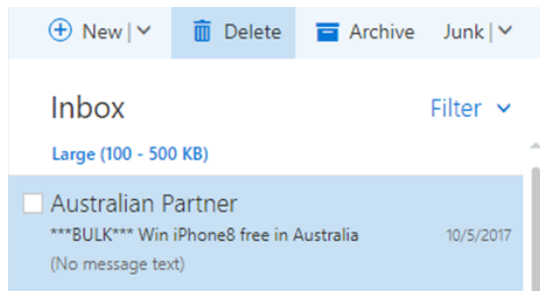 New | Delete Archive Junk |
Inbox Filter
Large (100 - 500 KB)
Australian Partner
***BULK*** Win iPhone8 free in Australia 10/5/2017
(No message text)